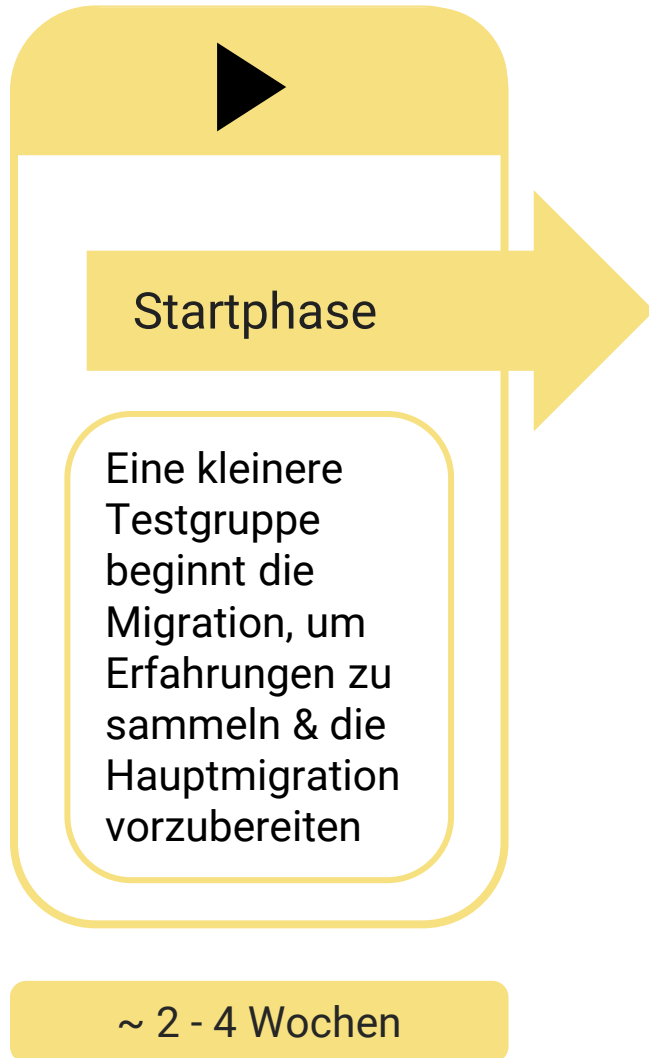 Startphase
Eine kleinere
Testgruppe
beginnt die
Migration, um
Erfahrungen zu
sammeln & die
Hauptmigration
vorzubereiten
~ 2 - 4 Wochen